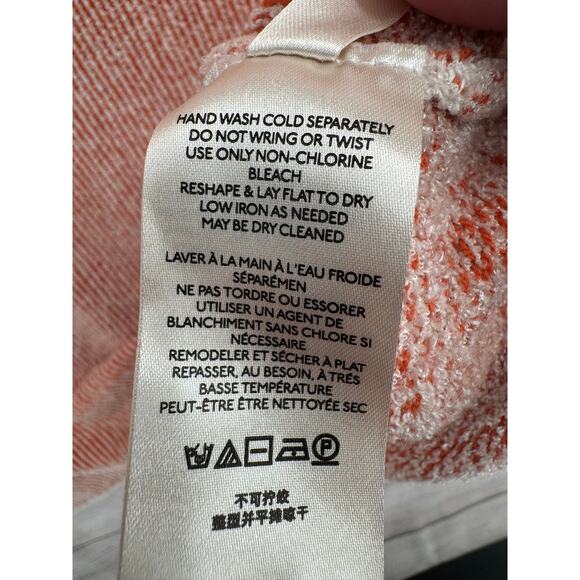 HAND WASH COLD SEPARATELY
DO NOT WRING OR TWIST
USE ONLY NON-CHLORINE
BLEACH
RESHAPE & LAY FLAT TO DRY
LOW IRON AS NEEDED
MAY BE DRY CLEANED
LAVER À LA MAIN À L'EAU FROIDE
SÉPARÉMEN
NE PAS TORDRE OU ESSORER
UTILISER UN AGENT DE
BLANCHIMENT SANS CHLORE SI
NÉCESSAIRE
REMODELER ET SÉCHER À PLAT
REPASSER, AU BESOIN, À TRÉS
BASSE TEMPÉRATURE
PEUT-ÊTRE ÊTRE NETTOYÉE SEC
P
不可拧绞
整型并平摊晾干